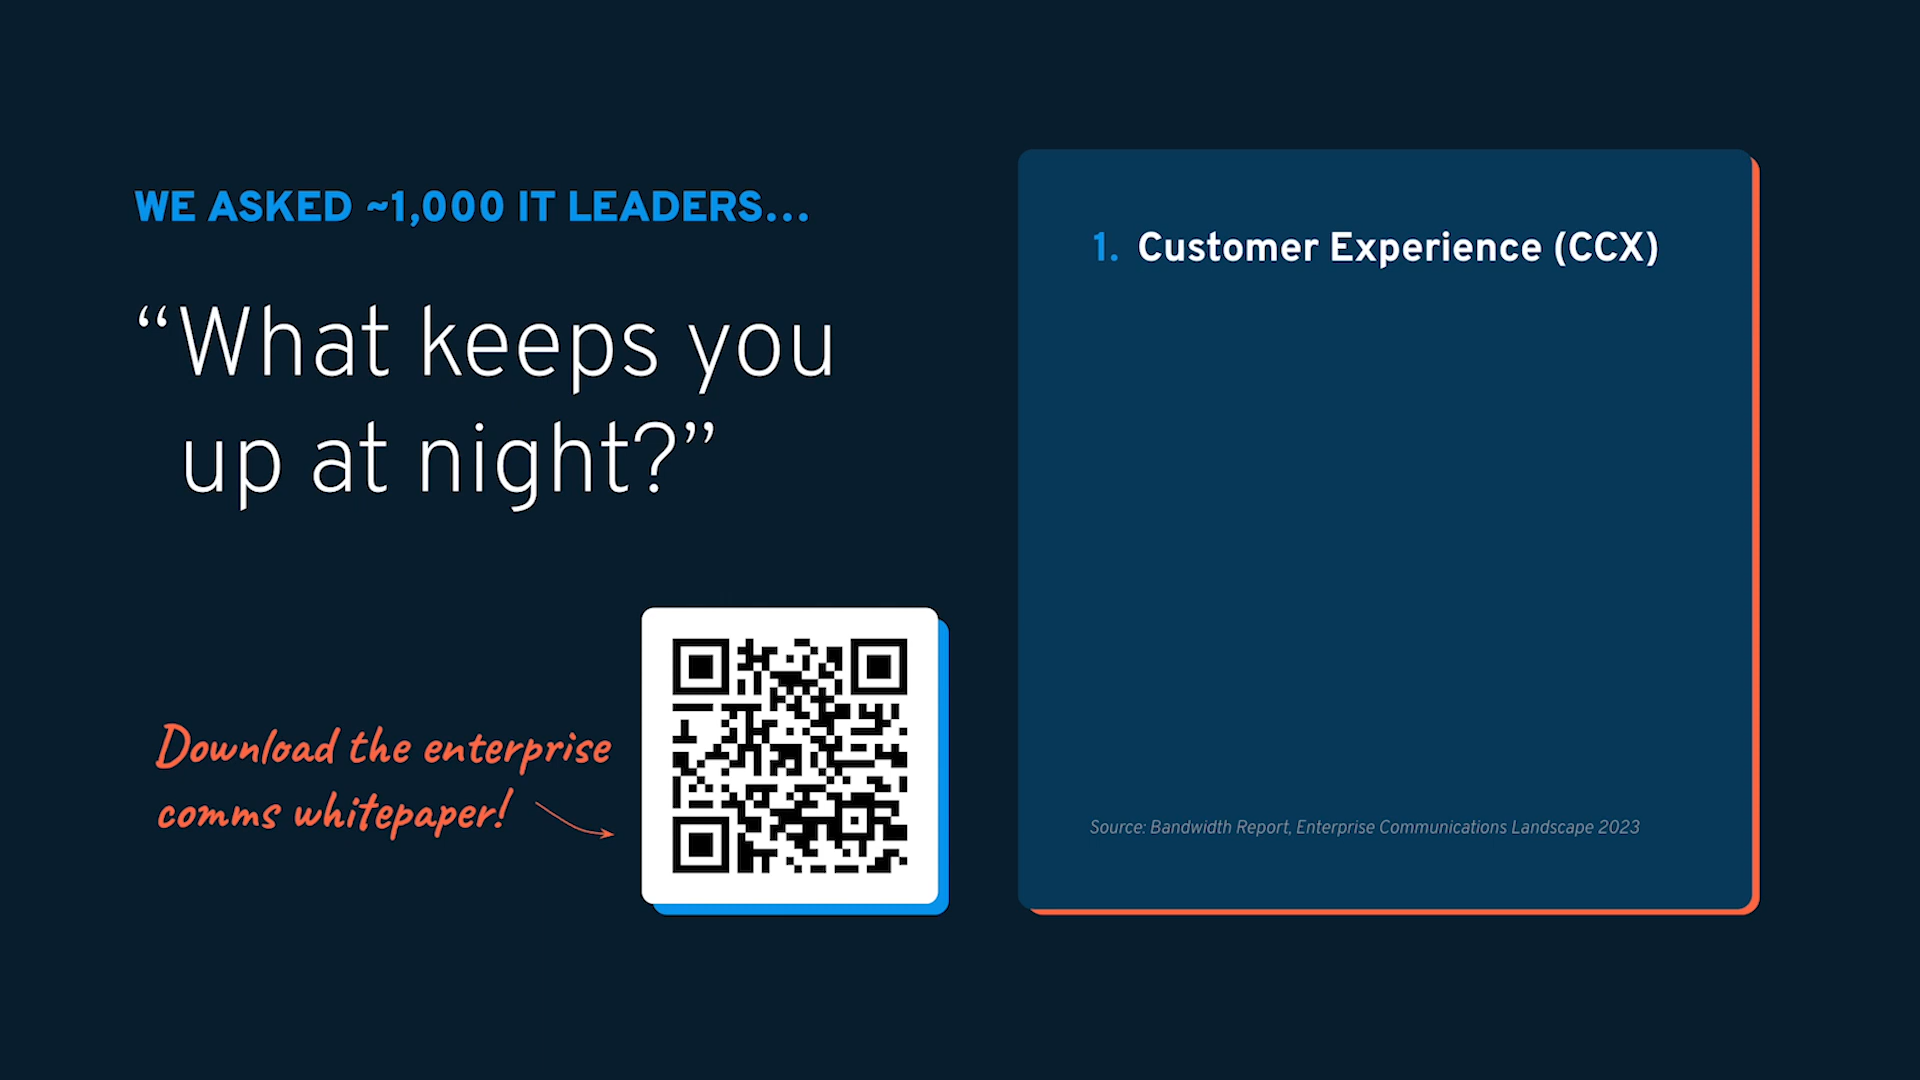 WE ASKED ~1,000 IT LEADERS...
“What keeps you
up at night?”
Download the enterprise
comms whitepaper!
1. Customer Experience (CCX)
Source: Bandwidth Report, Enterprise Communications Landscape 2023